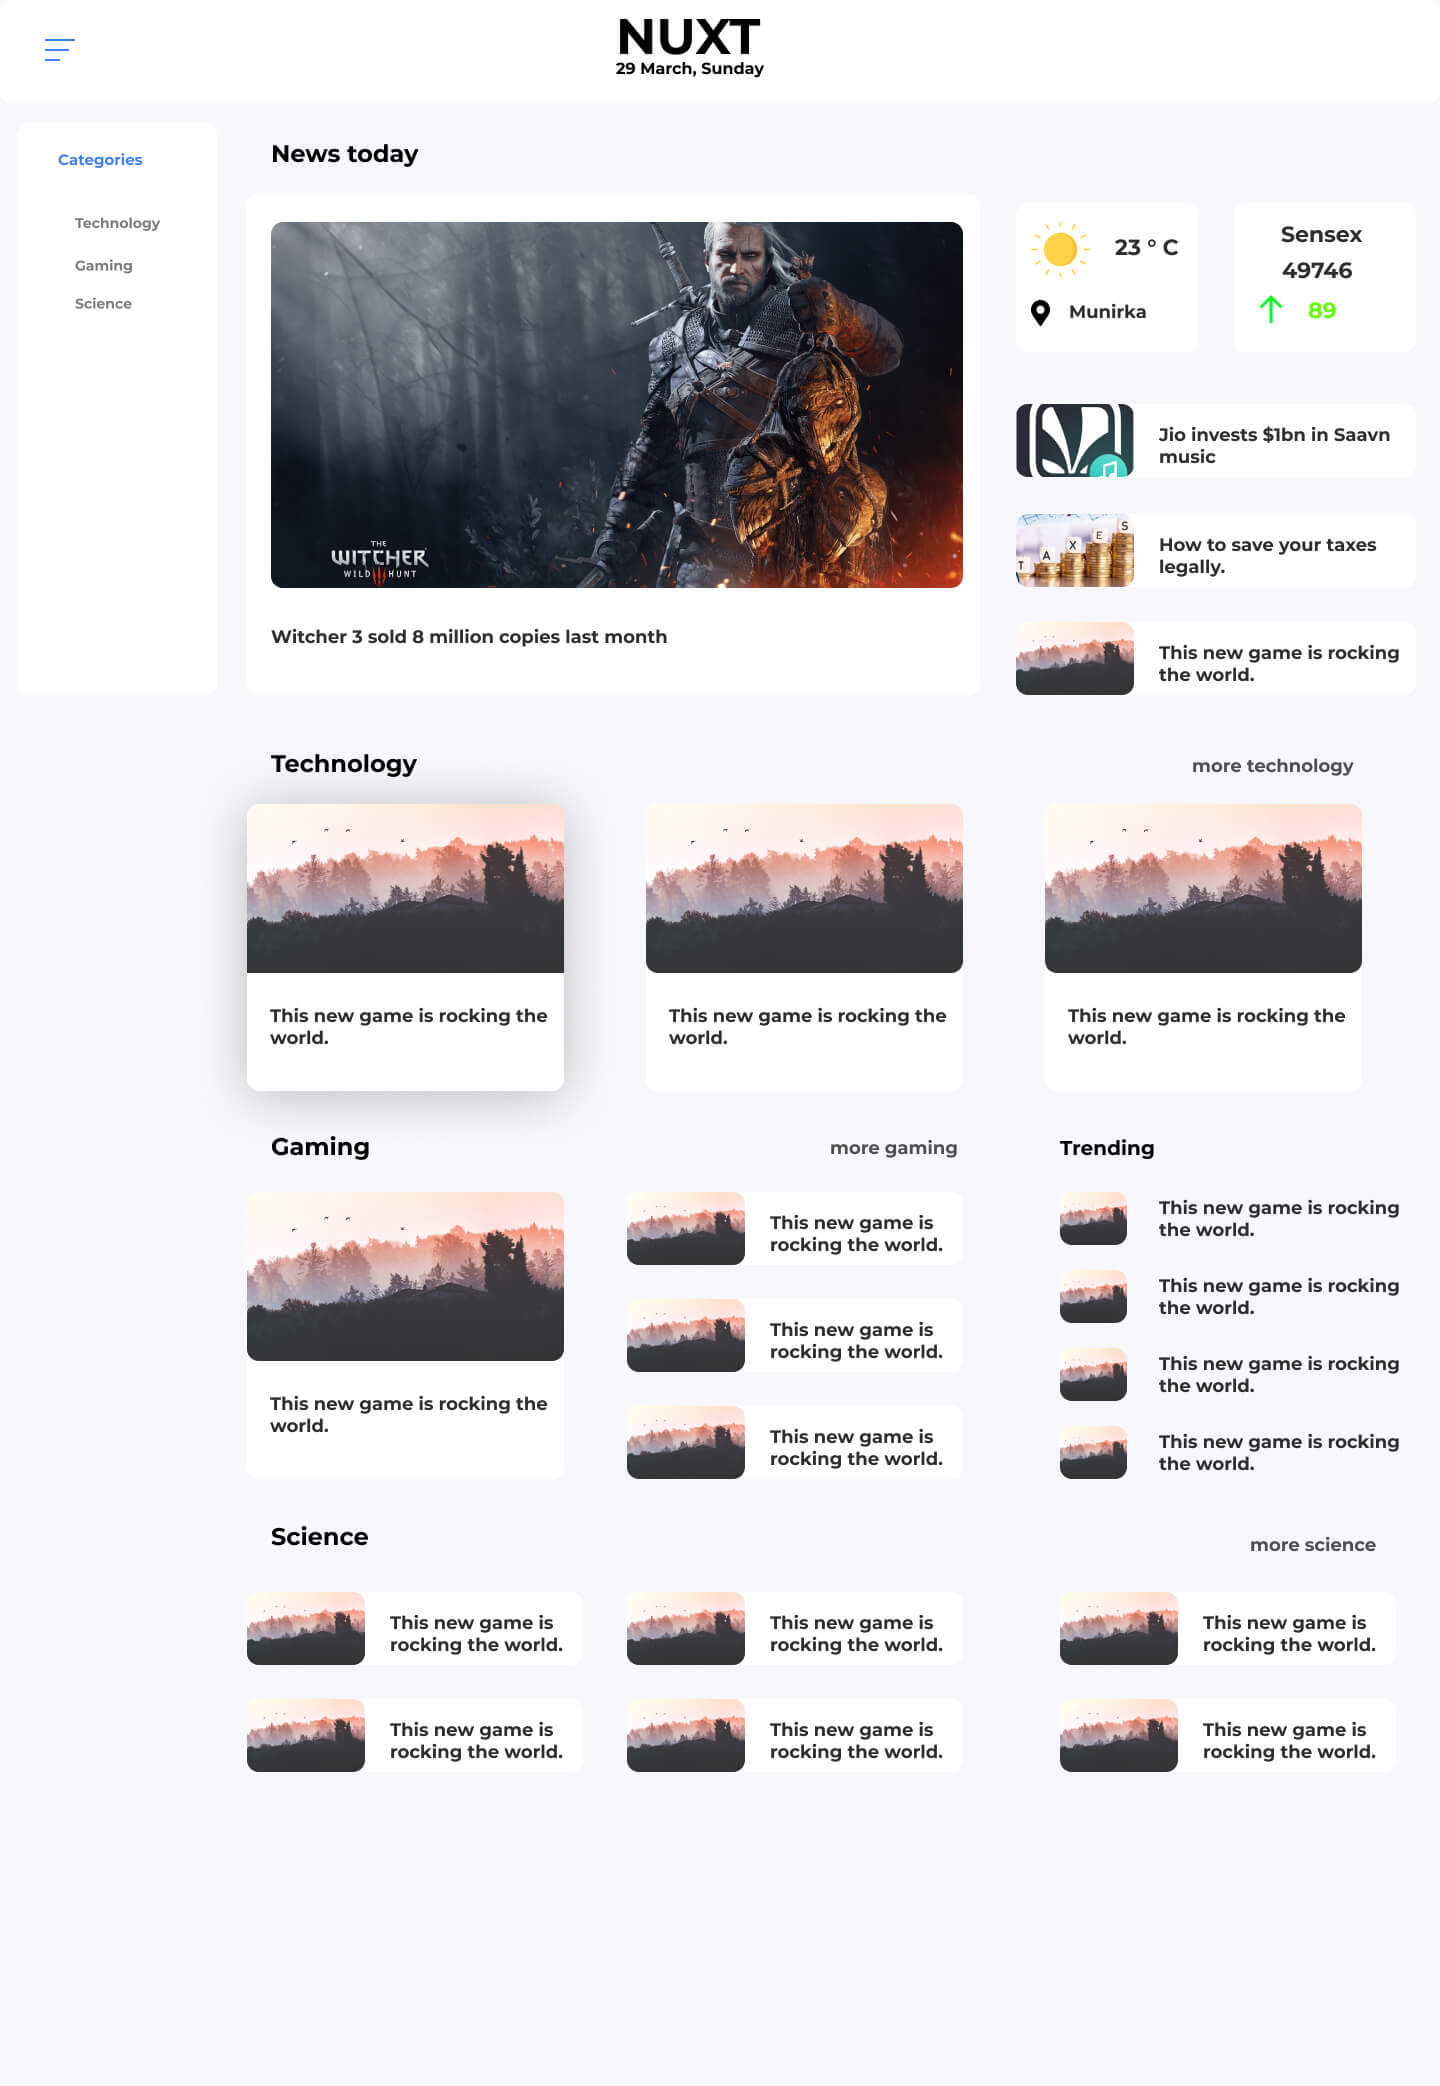 NUXT
29 March, Sunday
Categories
Technology
Gaming
Science
News today
THE
WITCHER
WILD HUNT
Witcher 3 sold 8 million copies last month
23 ° C
Munirka
Sensex
49746
89
Jio invests $1bn in Saavn
music
T A X E S
How to save your taxes
legally.
This new game is rocking
the world.
Technology
more technology
This new game is rocking the
world.
This new game is rocking the
world.
This new game is rocking the
world.
Gaming
more gaming
This new game is rocking the
world.
This new game is
rocking the world.
This new game is
rocking the world.
This new game is
rocking the world.
Trending
This new game is rocking
the world.
This new game is rocking
the world.
This new game is rocking
the world.
This new game is rocking
the world.
Science
more science
This new game is
rocking the world.
This new game is
rocking the world.
This new game is
rocking the world.
This new game is
rocking the world.
This new game is
rocking the world.
This new game is
rocking the world.